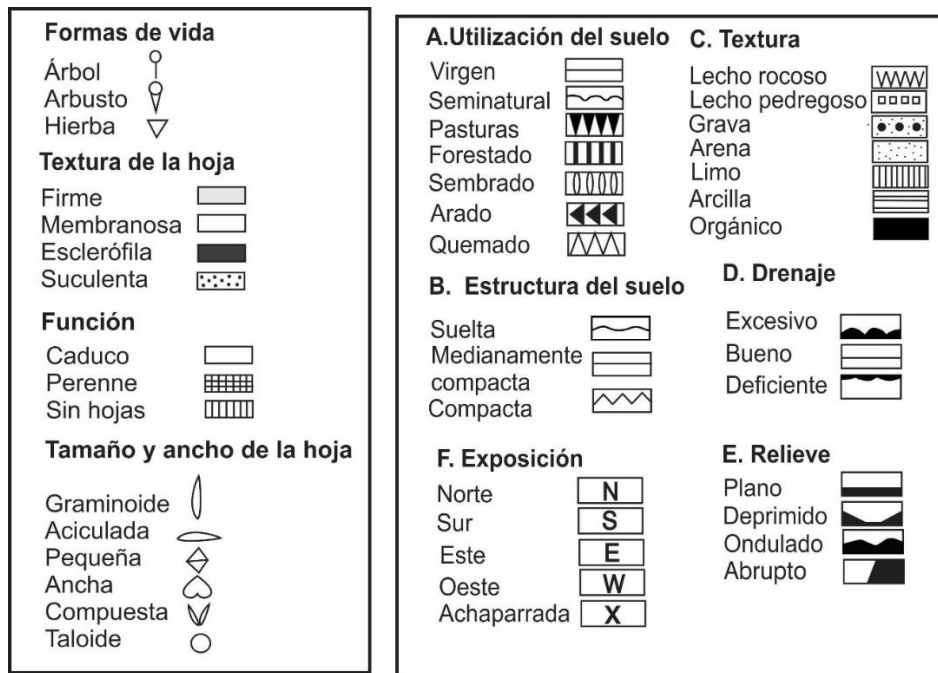 Formas de vida
Árbol
Arbusto
Hierba
Textura de la hoja
Firme
Membranosa
Esclerófila
Suculenta
Función
Caduco
Perenne
Sin hojas
Tamaño y ancho de la hoja
Graminoide
Aciculada
Pequeña
Ancha
Compuesta
Taloide
A.Utilización del suelo
Virgen
Seminatural
Pasturas
Forestado
Sembrado
Arado
Quemado
B. Estructura del suelo
Suelta
Medianamente
compacta
Compacta
F. Exposición
Norte N
Sur S
Este E
Oeste W
Achaparrada X
C. Textura
Lecho rocoso
Lecho pedregoso
Grava
Arena
Limo
Arcilla
Orgánico
D. Drenaje
Excesivo
Bueno
Deficiente
E. Relieve
Plano
Deprimido
Ondulado
Abrupto